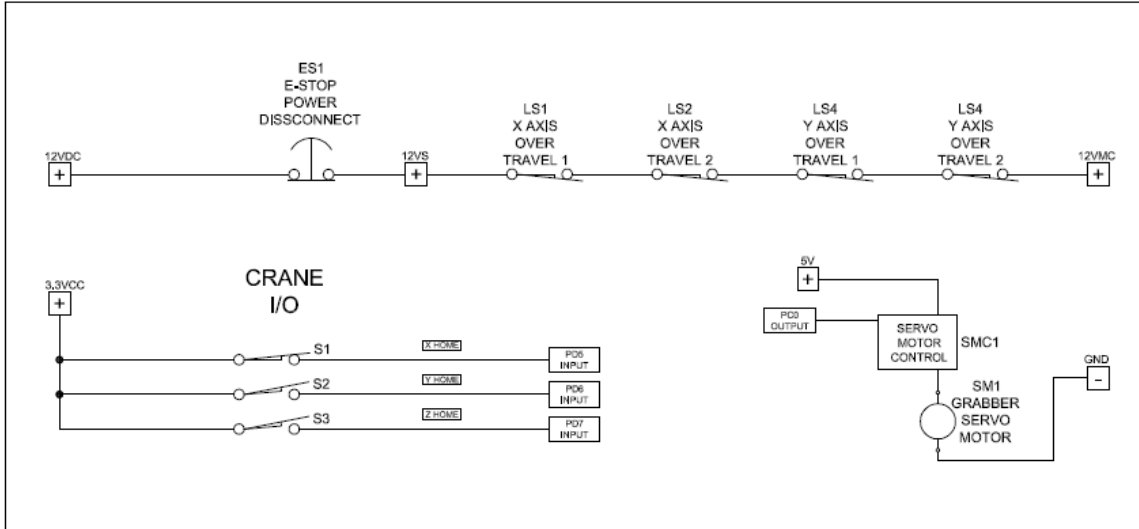 ES1
E-STOP
POWER
DISSCONNECT
LS1
X AXIS
OVER
TRAVEL 1
LS2
X AXIS
OVER
TRAVEL 2
LS4
Y AXIS
OVER
TRAVEL 1
LS4
Y AXIS
OVER
TRAVEL 2
12VDC
+
12VS
+
12VMC
+
CRANE
I/O
3.3VCC
+
S1
X HOME
PD5
INPUT
S2
Y HOME
PD6
INPUT
S3
Z HOME
PD7
INPUT
5V
+
PC0
OUTPUT
SERVO
MOTOR
CONTROL
SMC1
GND
-
SM1
GRABBER
SERVO
MOTOR